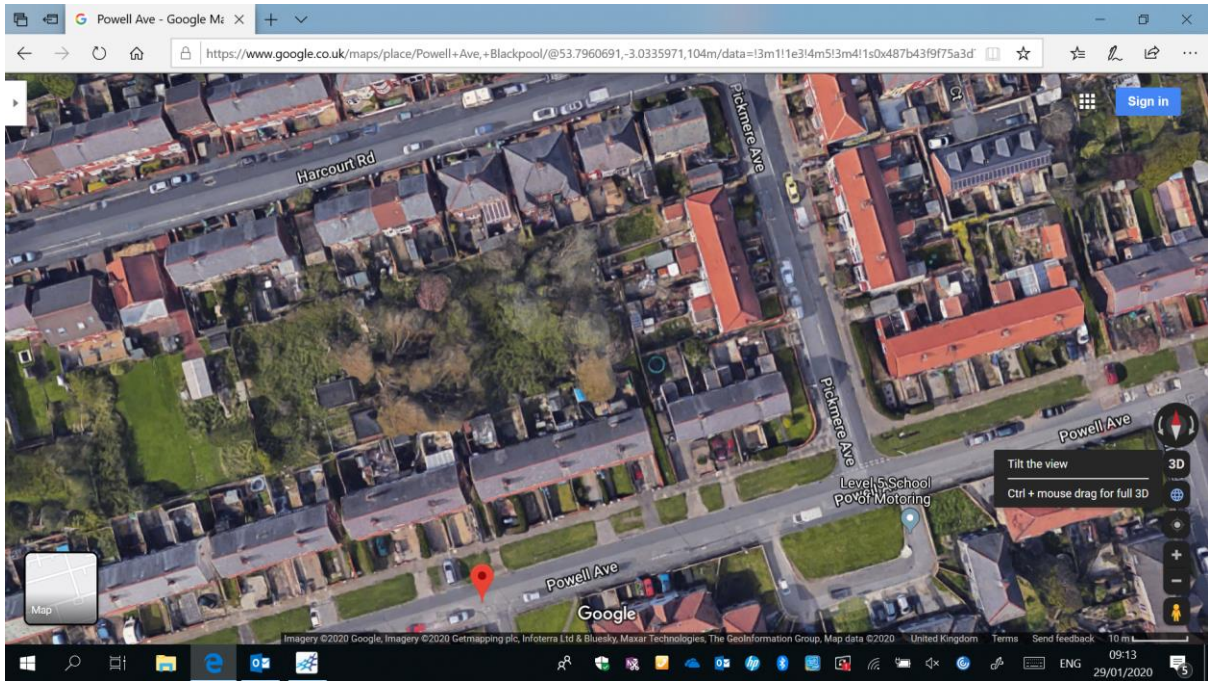 Powell Ave - Google Ma
https://www.google.co.uk/maps/place/Powell+Ave,+Blackpool/@53.7960691,-3.0335971,104m/data=!3m1!1e3!4m5!3m4!1s0x487b43f9f75a3d
Sign in
Ct
Pickmere Ave
Harcourt Rd
Pickmere Ave
Powell Ave
Tilt the view
3D
Ctrl + mouse drag for full 3D
Level 5 School
of Motoring
Powell Ave
Map
Google
Imagery ©2020 Google, Imagery ©2020 Getmapping plc, Infoterra Ltd & Bluesky, Maxar Technologies, The GeoInformation Group, Map data ©2020 United Kingdom Terms Send feedback 10 m
ENG
09:13
29/01/2020
5